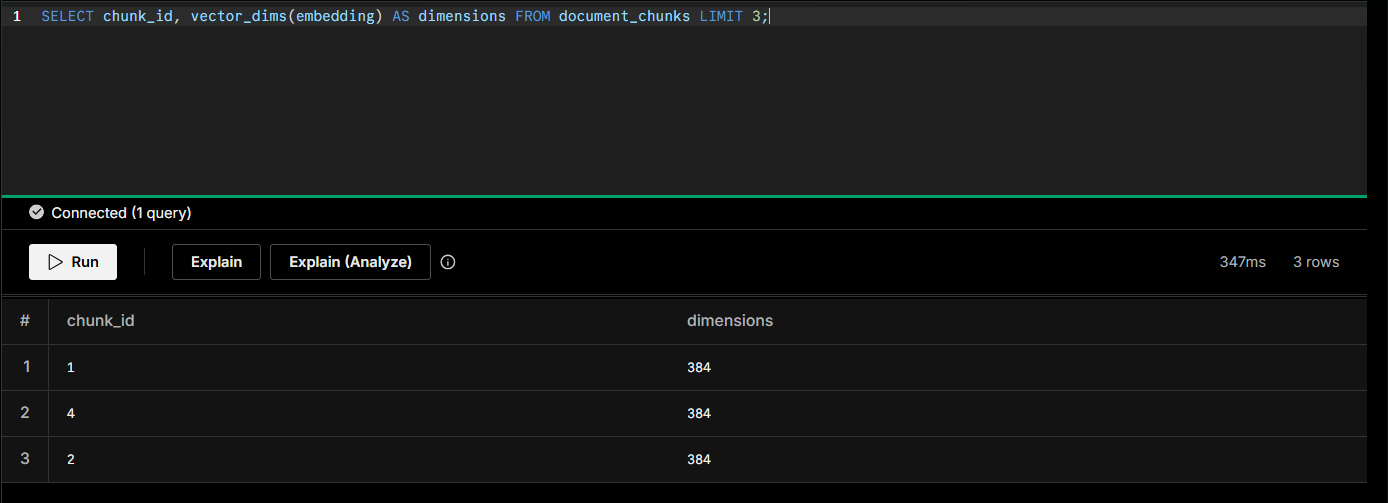 1 SELECT chunk_id, vector_dims(embedding) AS dimensions FROM document_chunks LIMIT 3;
Connected (1 query)
Run Explain Explain (Analyze) 347ms 3 rows
# chunk_id dimensions
1 1 384
2 4 384
3 2 384